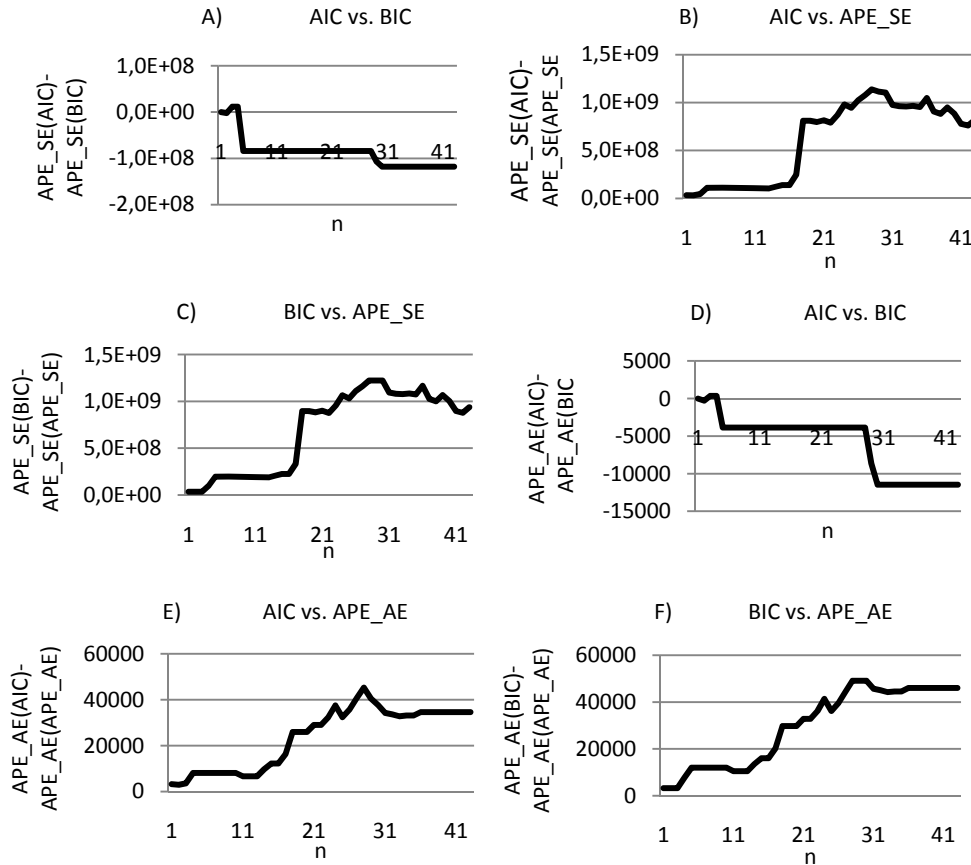 A) AIC vs. BIC
APE_SE(AIC)-
APE_SE(BIC)
1,0E+08
0,0E+00
-1,0E+08
-2,0E+08
1 11 21 31 41
n
B) AIC vs. APE_SE
APE_SE(AIC)-
APE_SE(APE_SE
1,5E+09
1,0E+09
5,0E+08
0,0E+00
1 11 21 31 41
n
C) BIC vs. APE_SE
APE_SE(BIC)-
APE_SE(APE_SE)
1,5E+09
1,0E+09
5,0E+08
0,0E+00
1 11 21 31 41
n
D) AIC vs. BIC
APE_AE(AIC)-
APE_AE(BIC
5000
0
-5000
-10000
-15000
1 11 21 31 41
n
E) AIC vs. APE_AE
APE_AE(AIC)-
APE_AE(APE_AE)
60000
40000
20000
0
1 11 21 31 41
n
F) BIC vs. APE_AE
APE_AE(BIC)-
APE_AE(APE_AE)
60000
40000
20000
0
1 11 21 31 41
n